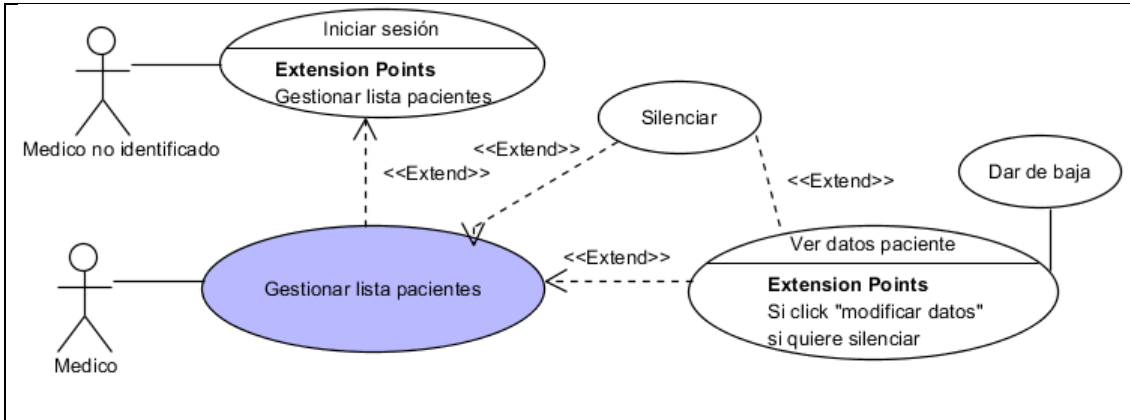 Iniciar sesión
Extension Points
Gestionar lista pacientes
Medico no identificado
<<Extend>>
<<Extend>>
Silenciar
<<Extend>>
Dar de baja
Gestionar lista pacientes
Medico
<<Extend>>
Ver datos paciente
Extension Points
Si click "modificar datos"
si quiere silenciar